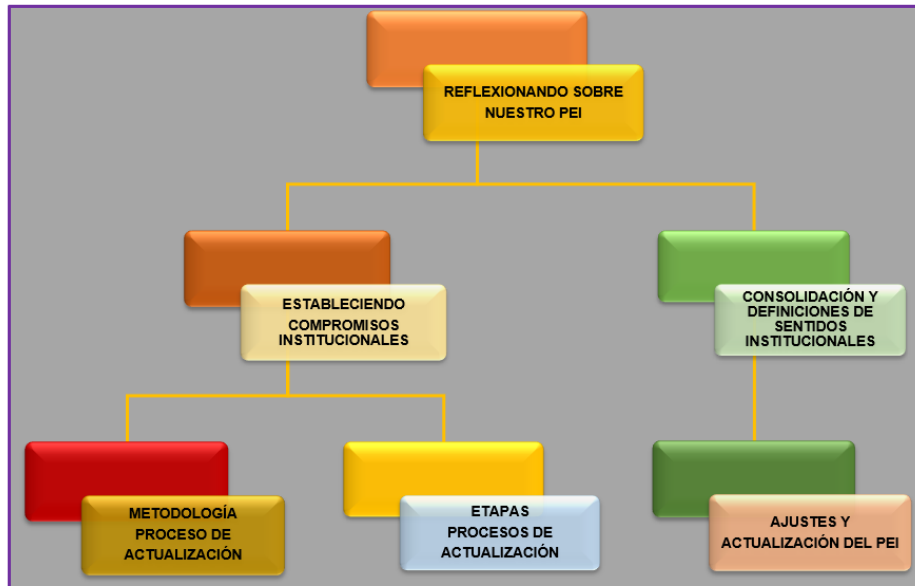 REFLEXIONANDO SOBRE
NUESTRO PEI
ESTABLECIENDO
COMPROMISOS
INSTITUCIONALES
CONSOLIDACIÓN Y
DEFINICIONES DE
SENTIDOS
INSTITUCIONALES
METODOLOGÍA
PROCESO DE
ACTUALIZACIÓN
ETAPAS
PROCESOS DE
ACTUALIZACIÓN
AJUSTES Y
ACTUALIZACIÓN DEL PEI